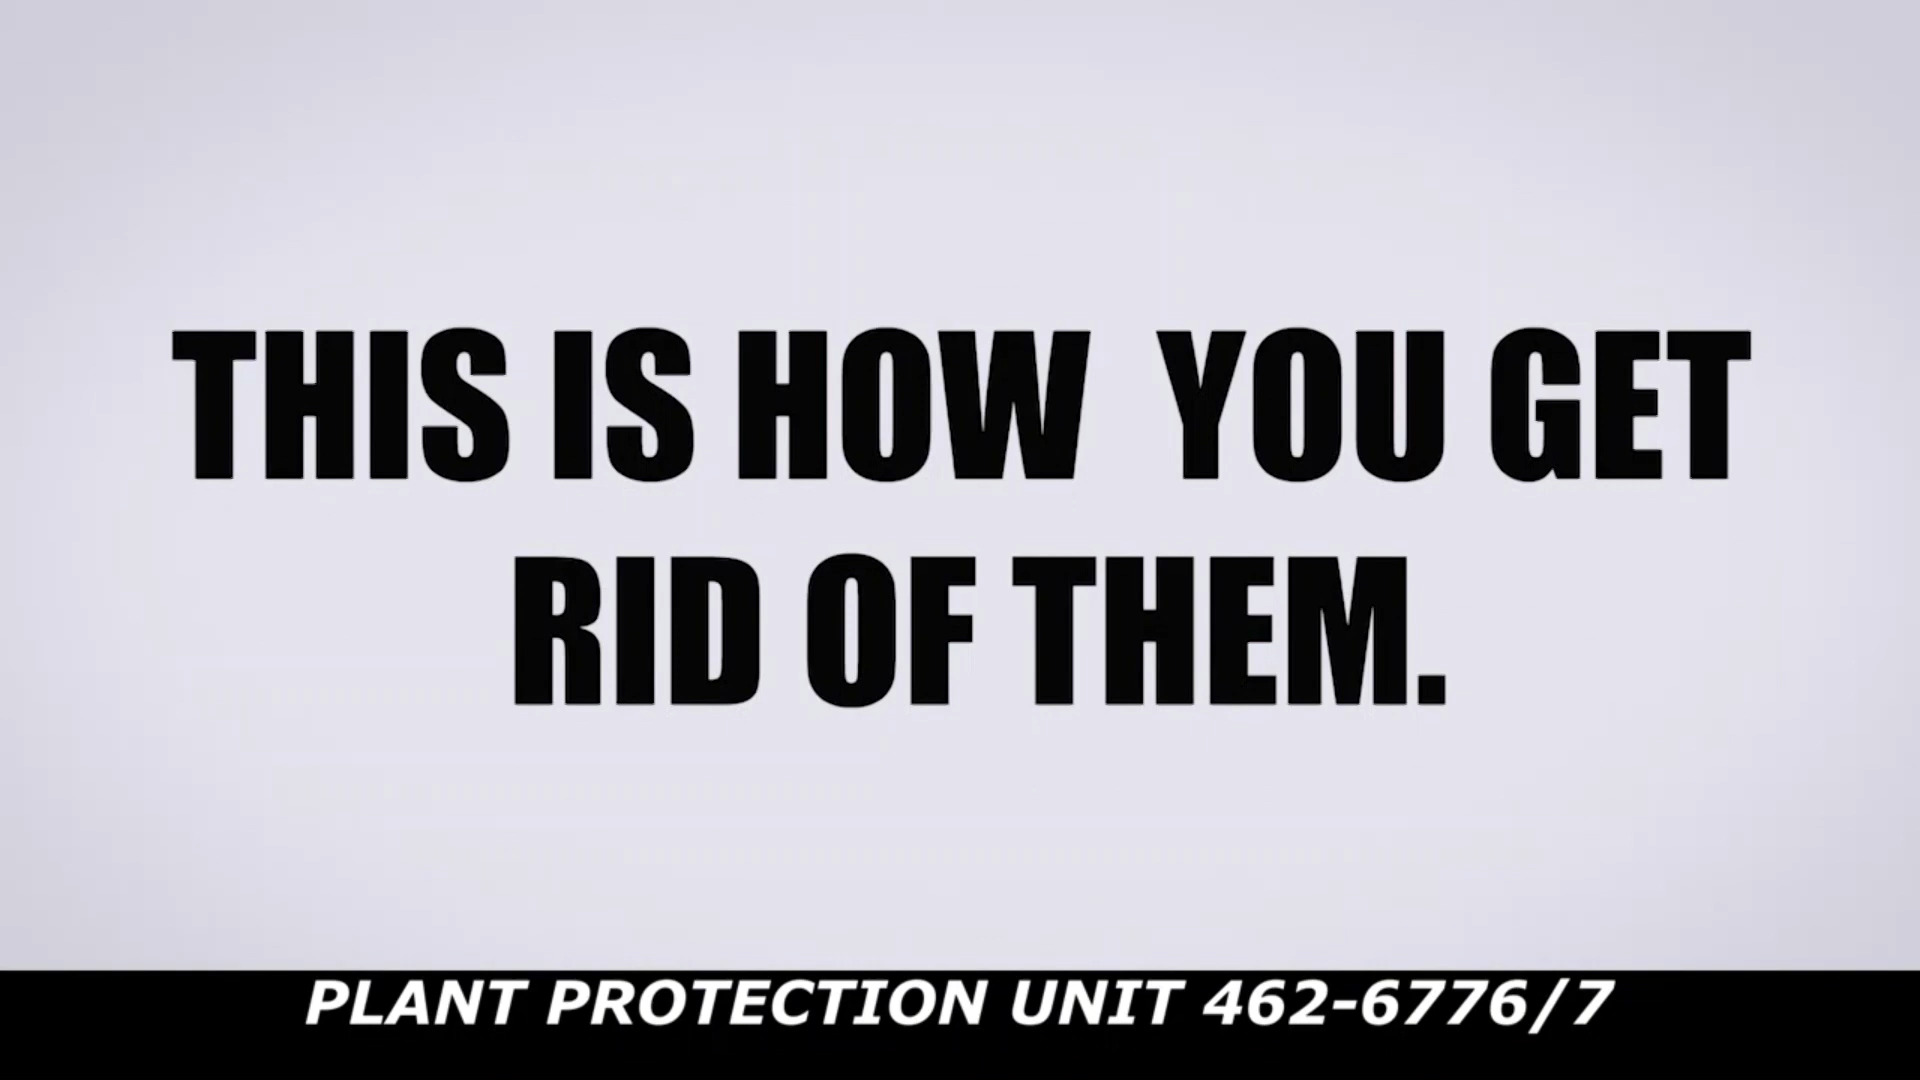 THIS IS HOW YOU GET
RID OF THEM.
PLANT PROTECTION UNIT 462-6776/7